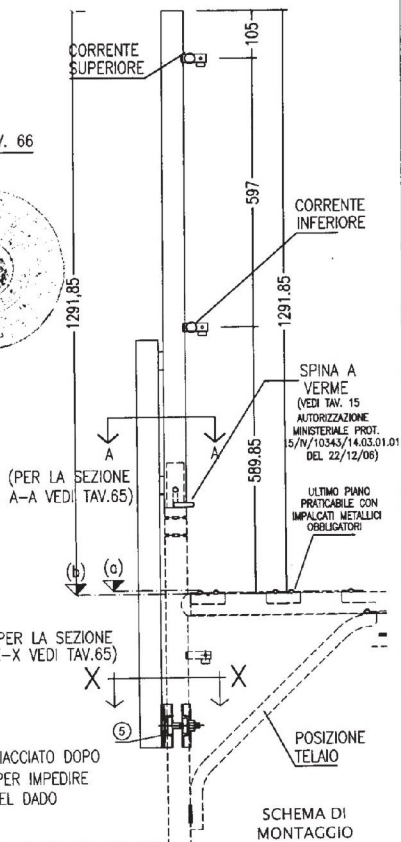 105
CORRENTE
SUPERIORE
V. 66
597
CORRENTE
INFERIORE
1291,85
1291.85
SPINA A
VERME
(VEDI TAV. 15
AUTORIZZAZIONE
MINISTERIALE PROT.
15/IV/10343/14.03.01.01
DEL 22/12/06)
A A
(PER LA SEZIONE
A-A VEDI TAV.65)
589.85
ULTIMO PIANO
PRATICABILE CON
IMPALCATI METALLICI
OBBLIGATORI
(b) (a)
PER LA SEZIONE
X-X VEDI TAV.65)
X X
5
IACCIATO DOPO
PER IMPEDIRE
EL DADO
POSIZIONE
TELAIO
SCHEMA DI
MONTAGGIO